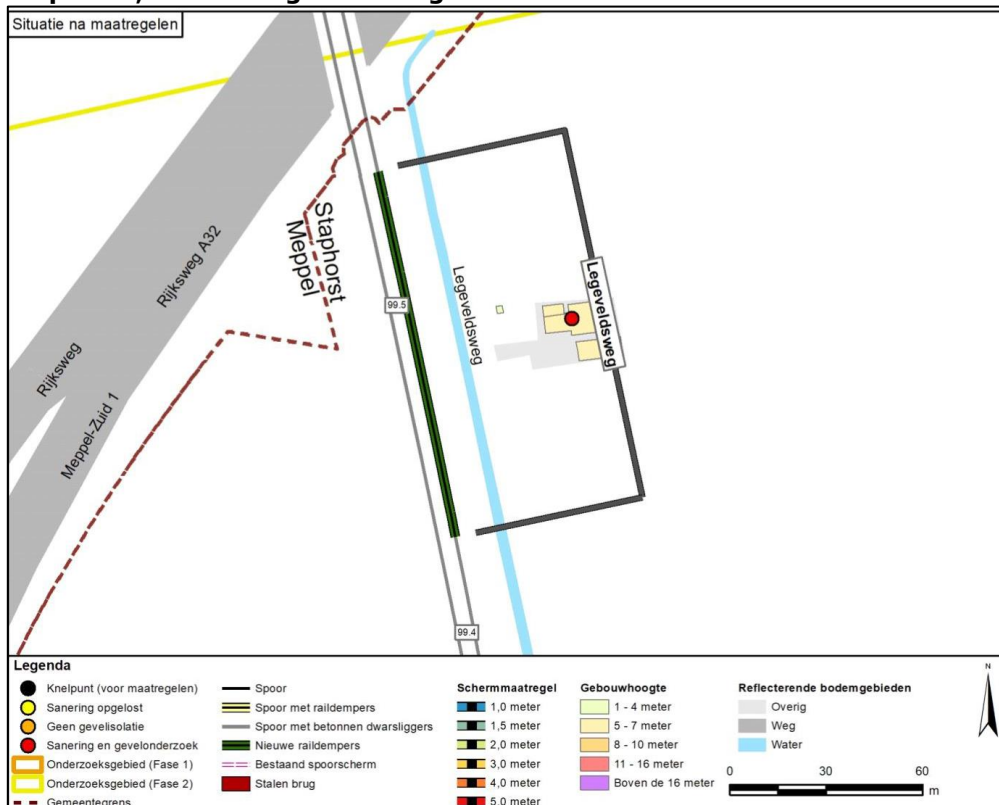 Situatie na maatregelen
Rijksweg A32
Staphorst
Meppel
99.5
Legeveldsweg
Legeveldsweg
Rijksweg
Meppel-Zuid 1
99.4
Legenda
Knelpunt (voor maatregelen)
Sanering opgelost
Geen gevelisolatie
Sanering en gevelonderzoek
Onderzoeksgebied (Fase 1)
Onderzoeksgebied (Fase 2)
Gemeentegrens
Spoor
Spoor met raildempers
Spoor met betonnen dwarsliggers
Nieuwe raildempers
Bestaand spoorscherm
Stalen brug
Schermmaatregel
1,0 meter
1,5 meter
2,0 meter
3,0 meter
4,0 meter
5,0 meter
Gebouwhoogte
1 - 4 meter
5 - 7 meter
8 - 10 meter
11 - 16 meter
Boven de 16 meter
Reflecterende bodemgebieden
Overig
Weg
Water
N
0 30 60
m